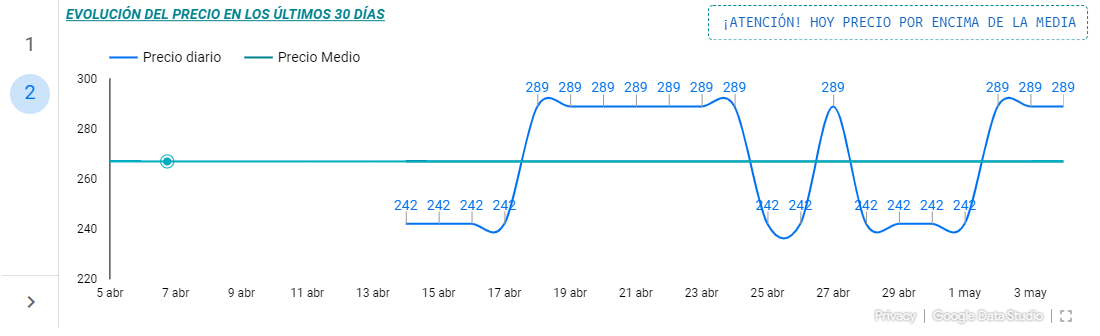 EVOLUCIÓN DEL PRECIO EN LOS ÚLTIMOS 30 DÍAS
¡ATENCIÓN! HOY PRECIO POR ENCIMA DE LA MEDIA
1
2
Precio diario Precio Medio
300
280
260
240
220
289 289 289 289 289 289 289 289 289 289 289
242 242 242 242 242 242 242 242 242 242
5 abr 7 abr 9 abr 11 abr 13 abr 15 abr 17 abr 19 abr 21 abr 23 abr 25 abr 27 abr 29 abr 1 may 3 may
Privacy Google Data Studio